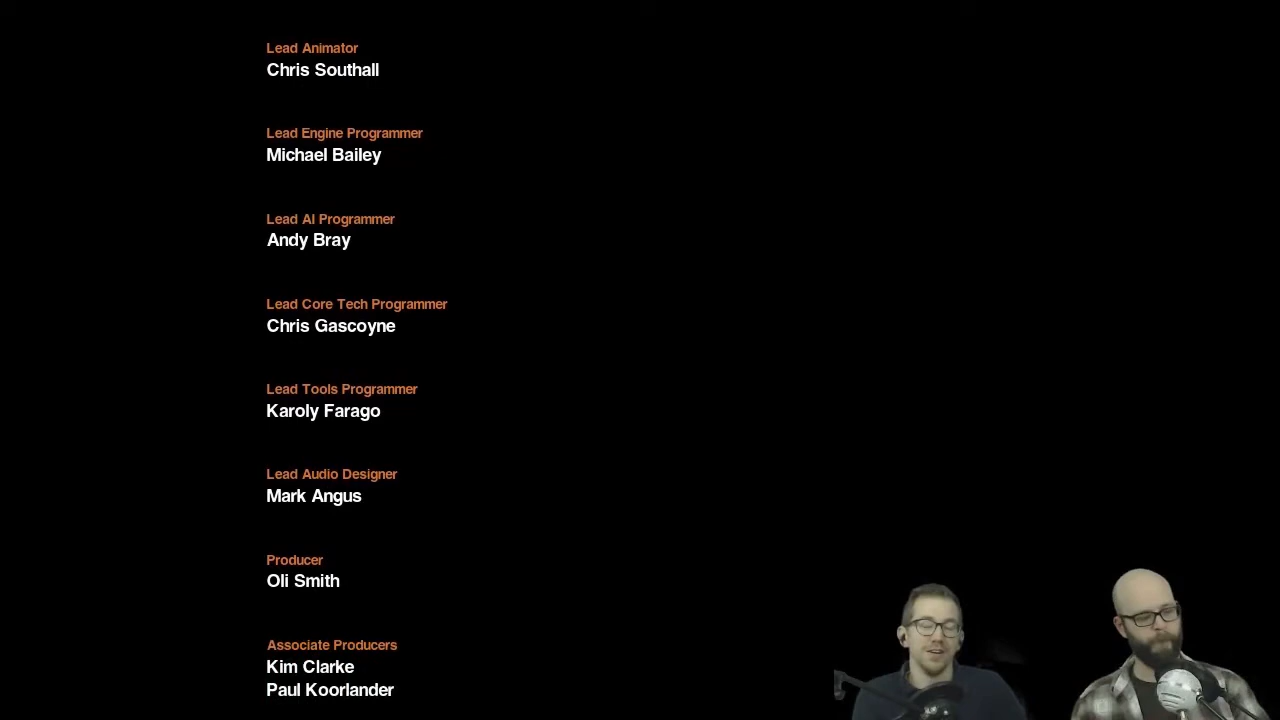 Lead Animator
Chris Southall
Lead Engine Programmer
Michael Bailey
Lead AI Programmer
Andy Bray
Lead Core Tech Programmer
Chris Gascoyne
Lead Tools Programmer
Karoly Farago
Lead Audio Designer
Mark Angus
Producer
Oli Smith
Associate Producers
Kim Clarke
Paul Koorlander